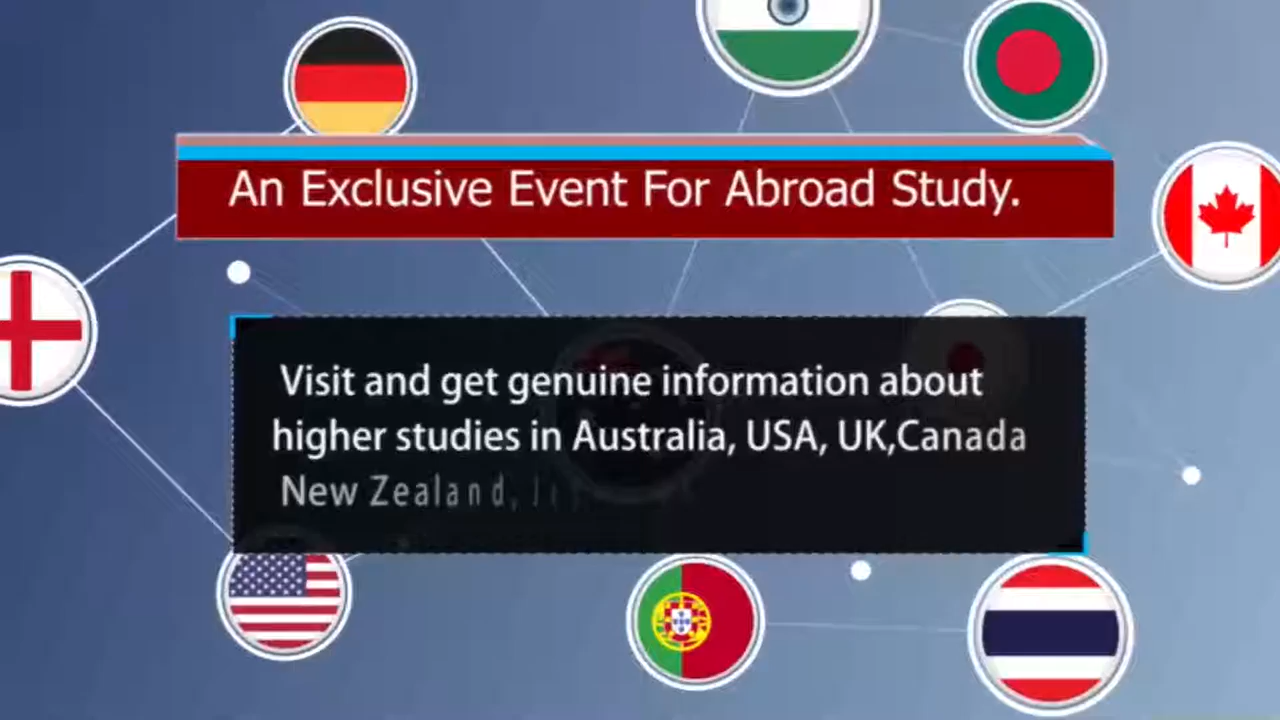 An Exclusive Event For Abroad Study.
Visit and get genuine information about
higher studies in Australia, USA, UK,Canada
New Zealand,